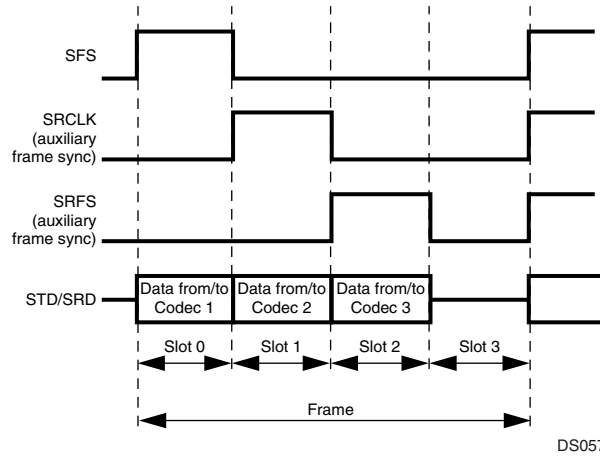 SFS
SRCLK
(auxiliary
frame sync)
SRFS
(auxiliary
frame sync)
STD/SRD
Data from/to
Codec 1
Data from/to
Codec 2
Data from/to
Codec 3
Slot 0
Slot 1
Slot 2
Slot 3
Frame
DS057